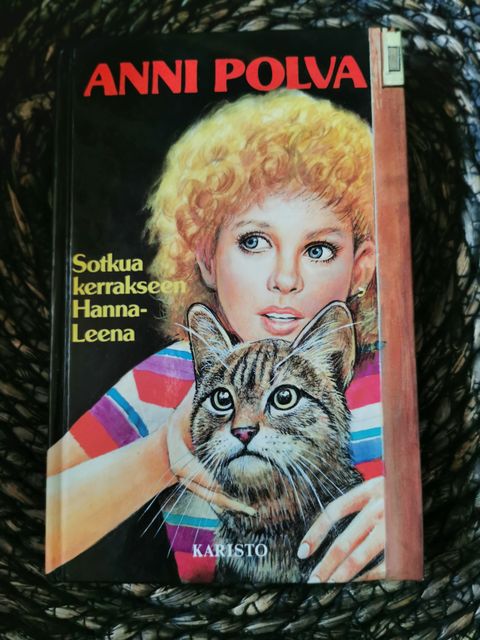 ANNI POLVA
Sotkua
kerrakseen
Hanna-
Leena
KARISTO